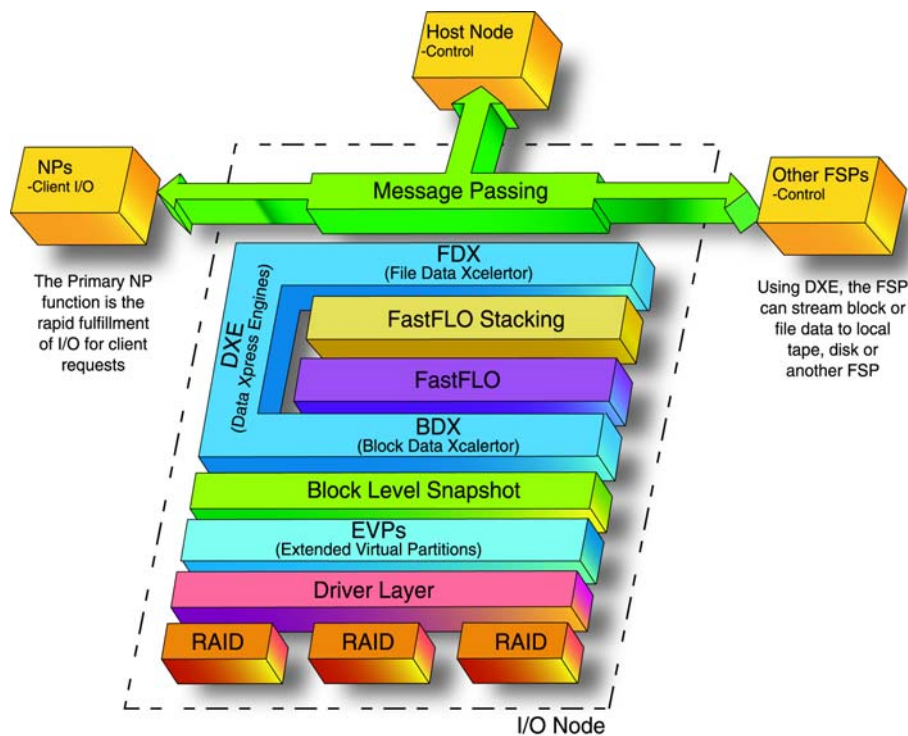 Host Node
-Control
NPs
-Client I/O
Message Passing
Other FSPs
-Control
The Primary NP
function is the
rapid fulfillment
of I/O for client
requests
Using DXE, the FSP
can stream block or
file data to local
tape, disk or
another FSP
FDX
(File Data Xcelertor)
DXE
(Data Xpress Engines)
FastFLO Stacking
FastFLO
BDX
(Block Data Xcalertor)
Block Level Snapshot
EVPs
(Extended Virtual Partitions)
Driver Layer
RAID
RAID
RAID
I/O Node